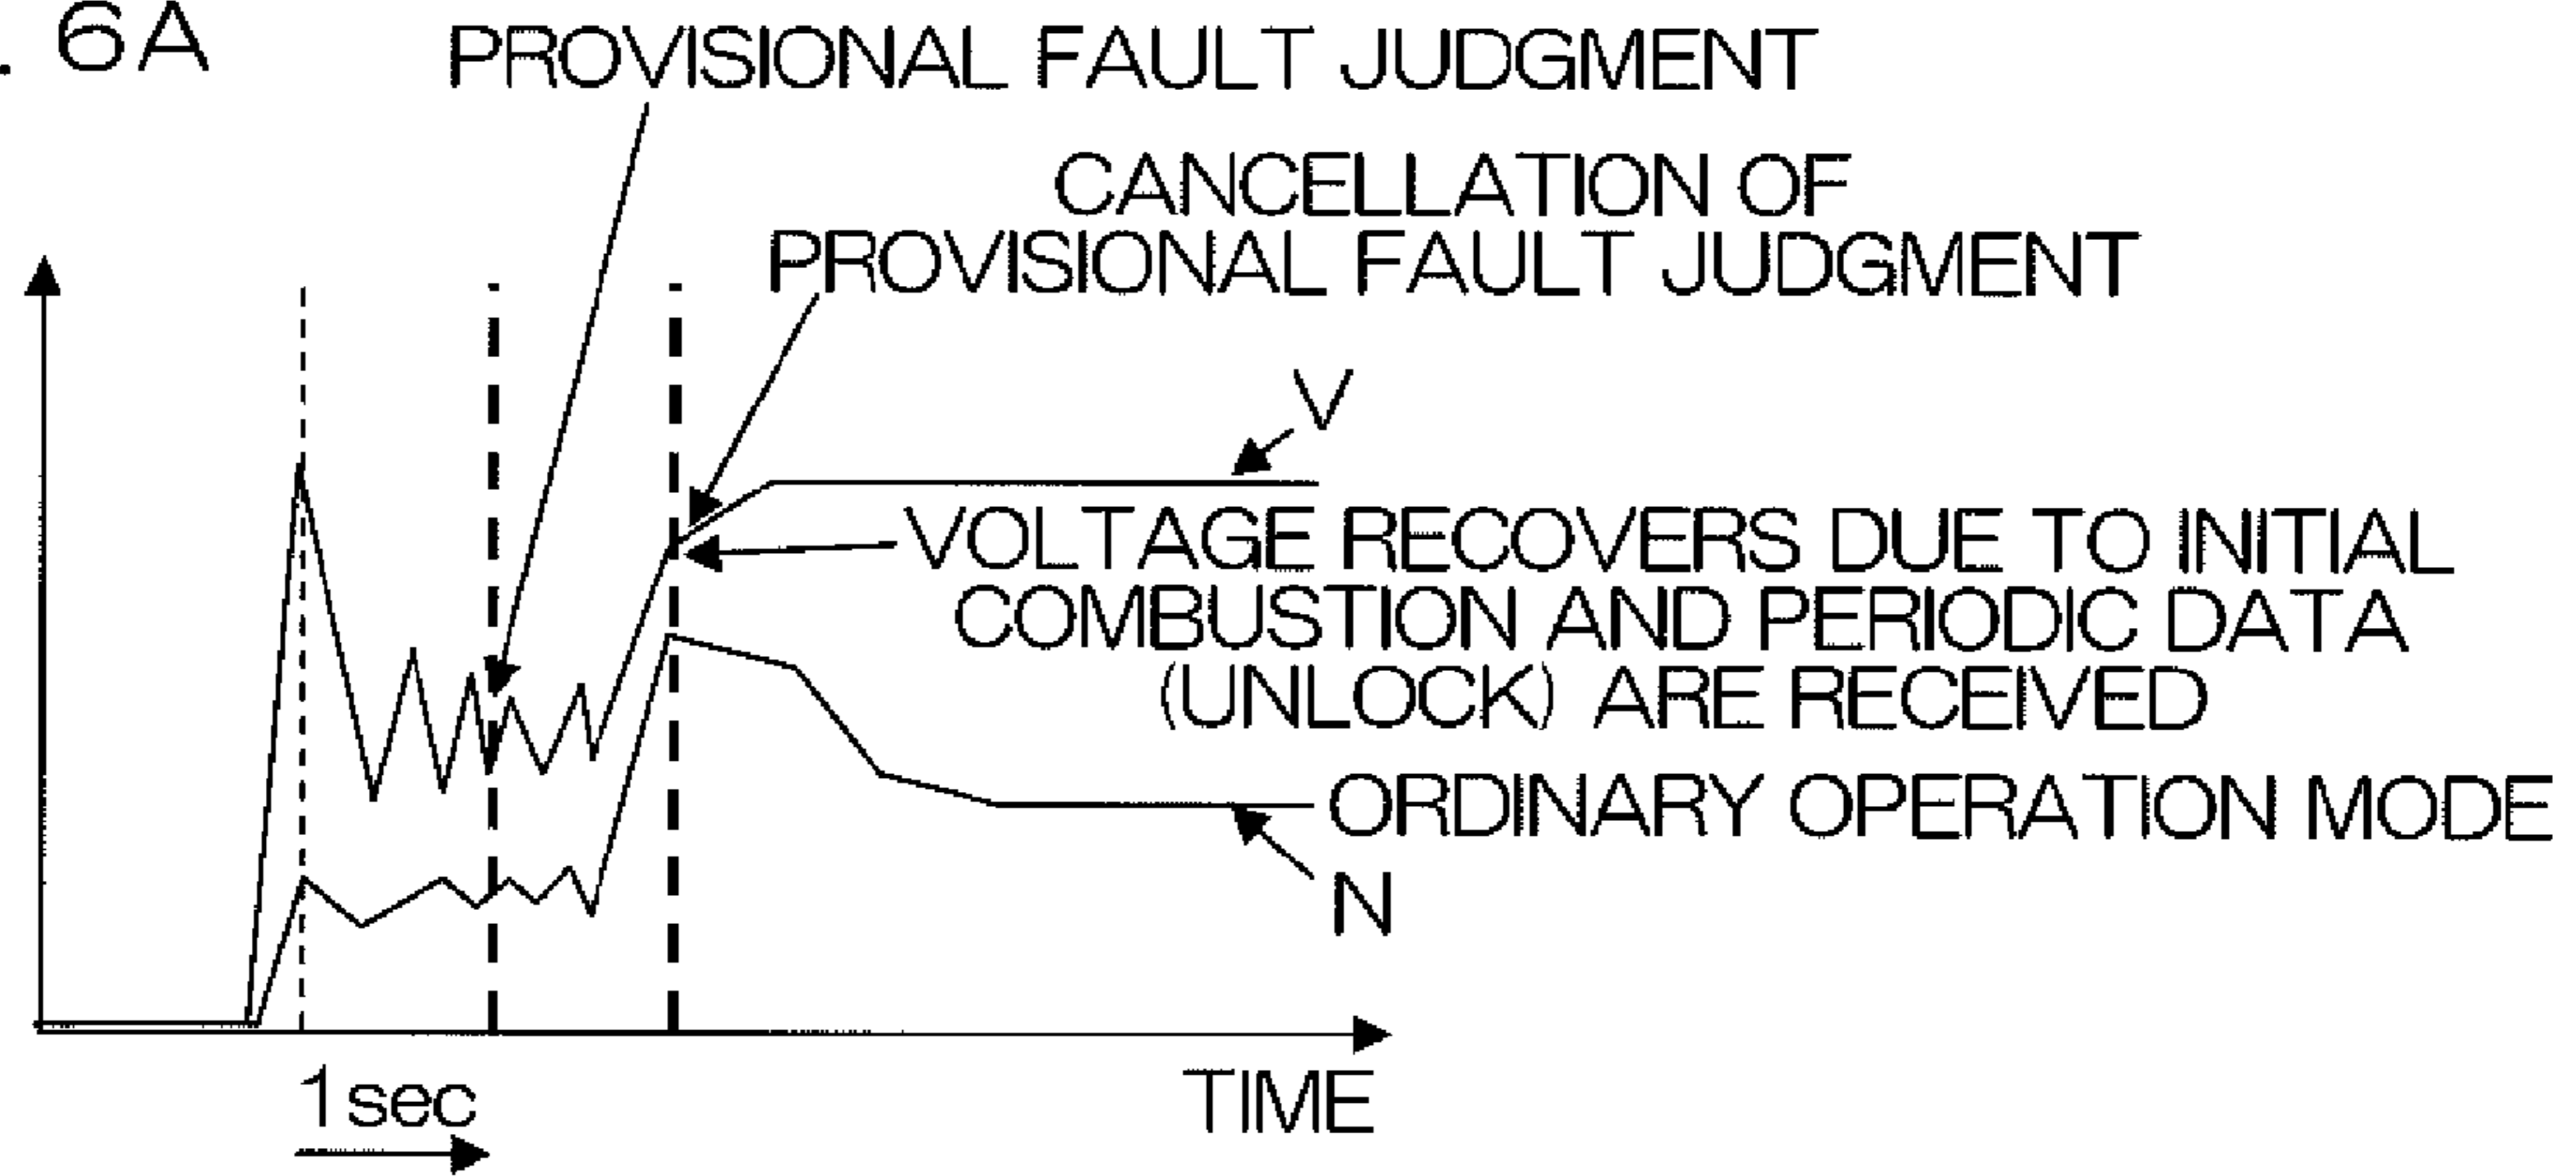 . 6A
PROVISIONAL FAULT JUDGMENT
CANCELLATION OF
PROVISIONAL FAULT JUDGMENT
V
VOLTAGE RECOVERS DUE TO INITIAL
COMBUSTION AND PERIODIC DATA
(UNLOCK) ARE RECEIVED
ORDINARY OPERATION MODE
N
1sec
TIME